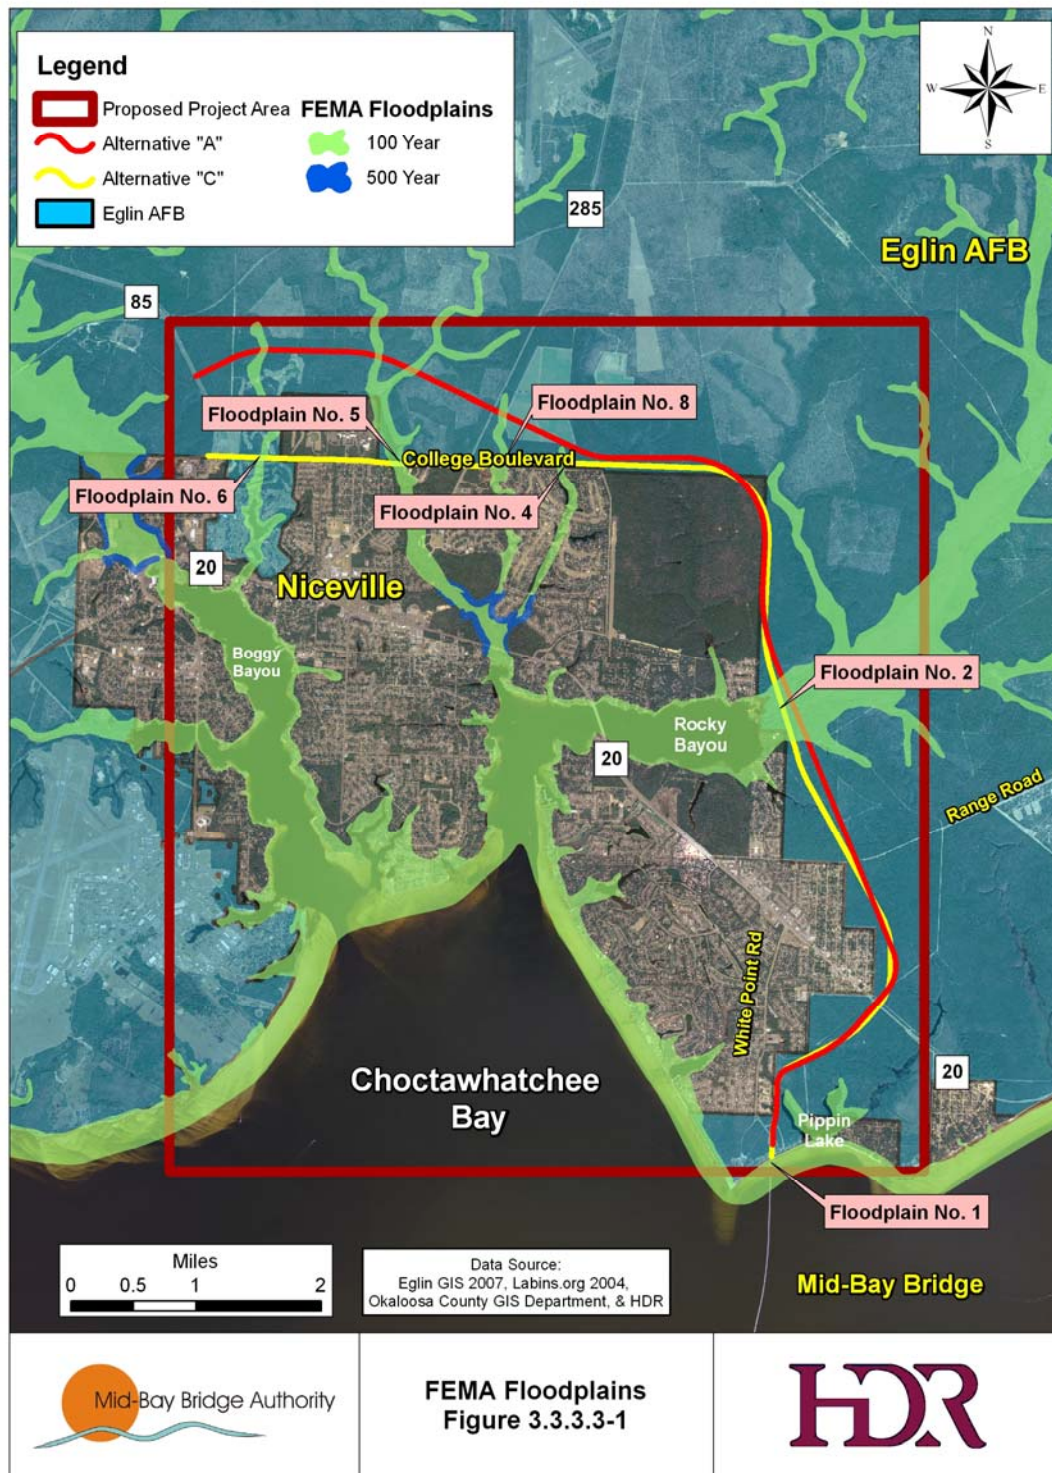 Legend
Proposed Project Area
Alternative "A"
Alternative "C"
Eglin AFB
FEMA Floodplains
100 Year
500 Year
N
W
E
S
285
Eglin AFB
85
Floodplain No. 5
Floodplain No. 8
College Boulevard
Floodplain No. 6
Floodplain No. 4
20
Niceville
Boggy
Bayou
Floodplain No. 2
Rocky
Bayou
20
Range Road
White Point Rd
Choctawhatchee
Bay
20
Pippin
Lake
Floodplain No. 1
Miles
0 0.5 1 2
Data Source:
Eglin GIS 2007, Labins.org 2004,
Okaloosa County GIS Department, & HDR
Mid-Bay Bridge
Mid-Bay Bridge Authority
FEMA Floodplains
Figure 3.3.3.3-1
HDR